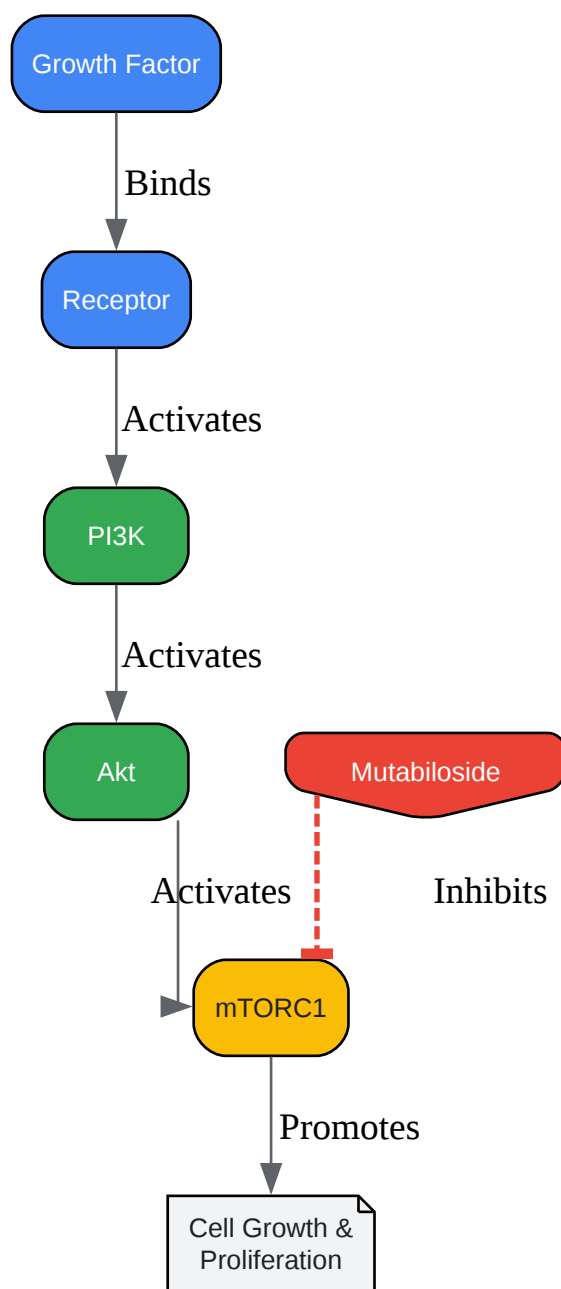 Growth Factor
Binds
Receptor
Activates
PI3K
Activates
Akt
Mutabiloside
Activates
Inhibits
mTORC1
Promotes
Cell Growth &
Proliferation